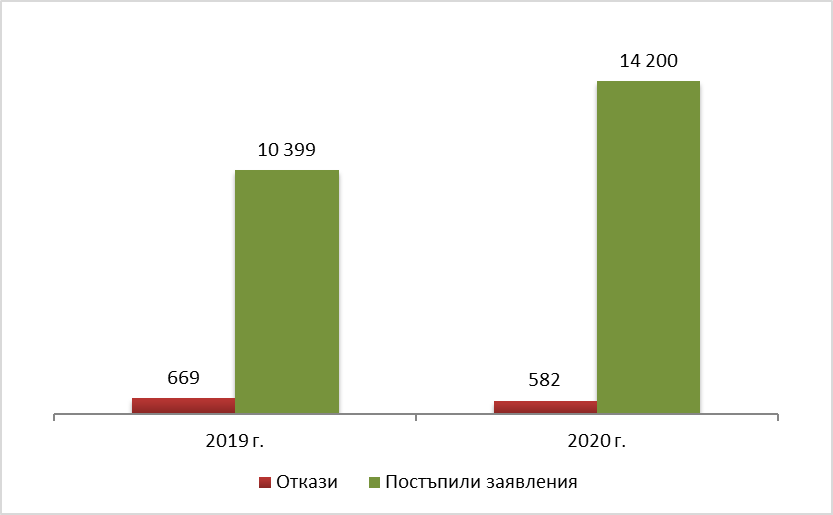 14 200
10 399
669
582
2019 г.
2020 г.
Откази
Постъпили заявления